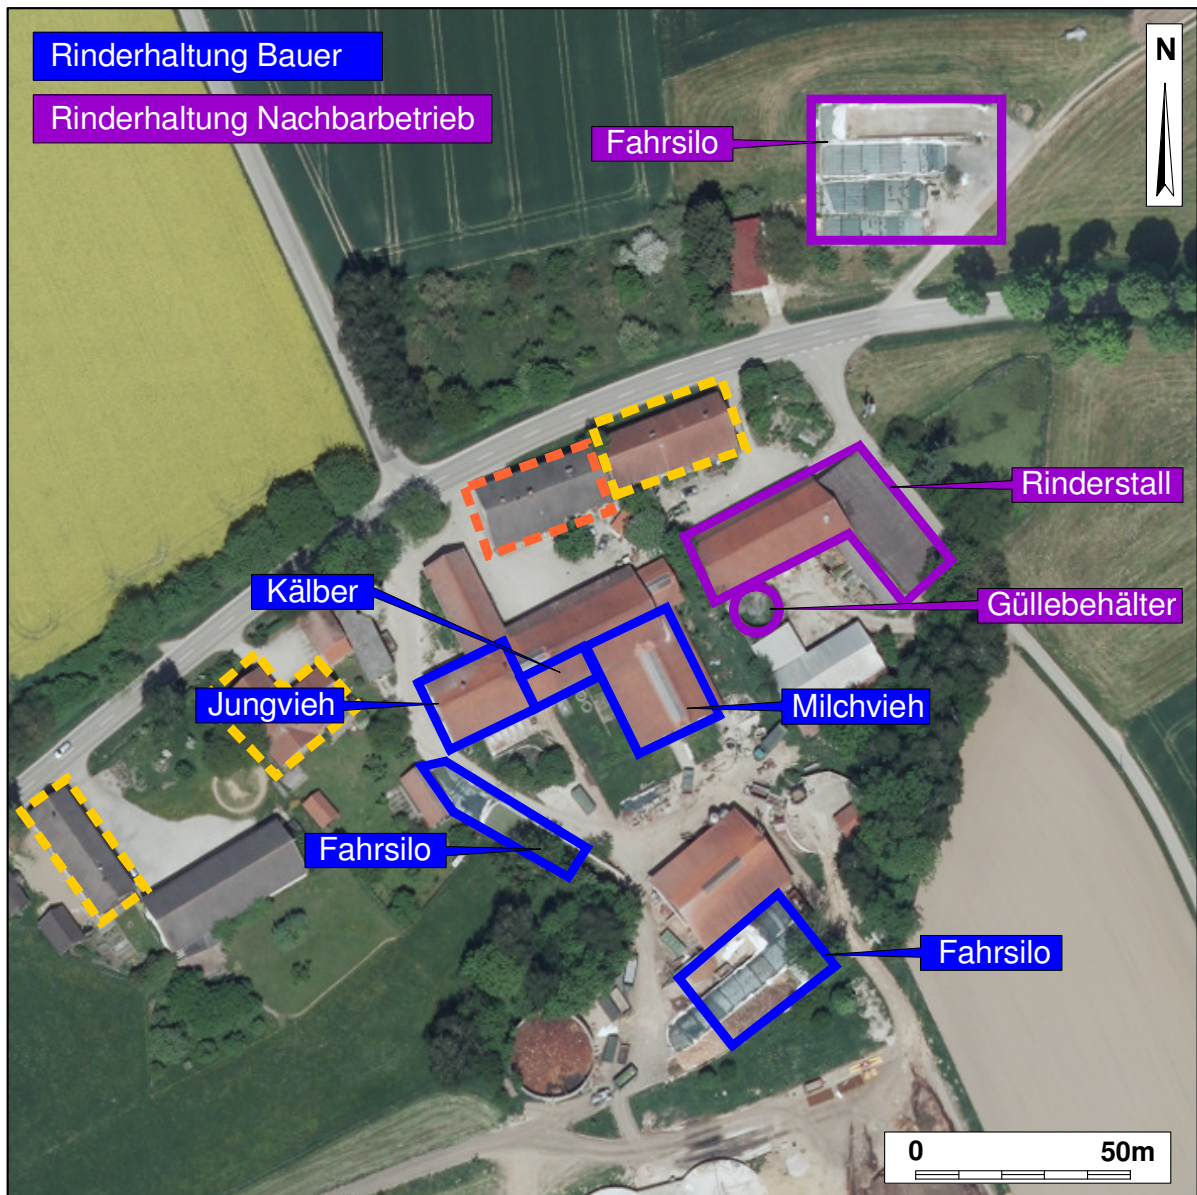 Rinderhaltung Bauer
Rinderhaltung Nachbarbetrieb
N
Fahrsilo
Rinderstall
Kälber
Güllebehälter
Jungvieh
Milchvieh
Fahrsilo
Fahrsilo
0 50m